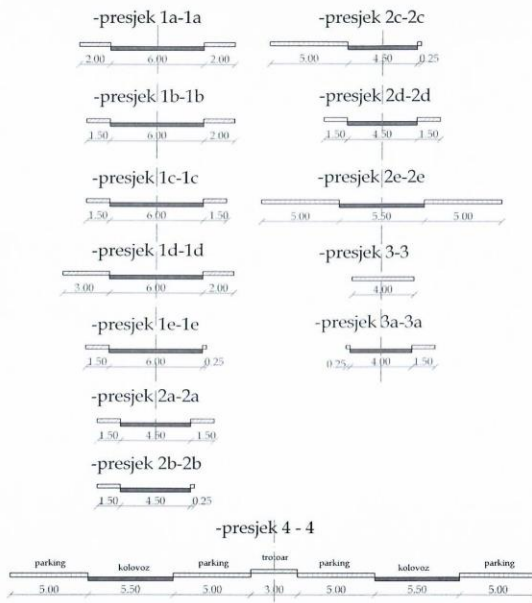 -presjek 1a-1a
2.00 6.00 2.00
-presjek 1b-1b
1.50 6.00 2.00
-presjek 1c-1c
1.50 6.00 1.50
-presjek 1d-1d
3.00 6.00 2.00
-presjek 1e-1e
1.50 6.00 0.25
-presjek 2a-2a
1.50 4.50 1.50
-presjek 2b-2b
1.50 4.50 0.25
-presjek 2c-2c
5.00 4.50 0.25
-presjek 2d-2d
1.50 4.50 1.50
-presjek 2e-2e
5.00 5.50 5.00
-presjek 3-3
4.00
-presjek 3a-3a
0.25 4.00 1.50
-presjek 4 - 4
parking kolovoz parking trotoar parking kolovoz parking
5.00 5.50 5.00 3.00 5.00 5.50 5.00